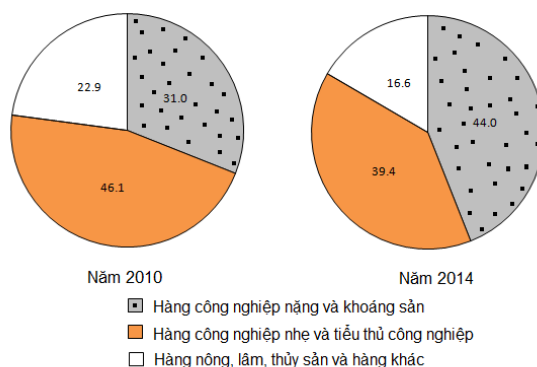 22.9
31.0
46.1
16.6
44.0
39.4
Năm 2010
Năm 2014
Hàng công nghiệp nặng và khoáng sản
Hàng công nghiệp nhẹ và tiểu thủ công nghiệp
Hàng nông, lâm, thủy sản và hàng khác